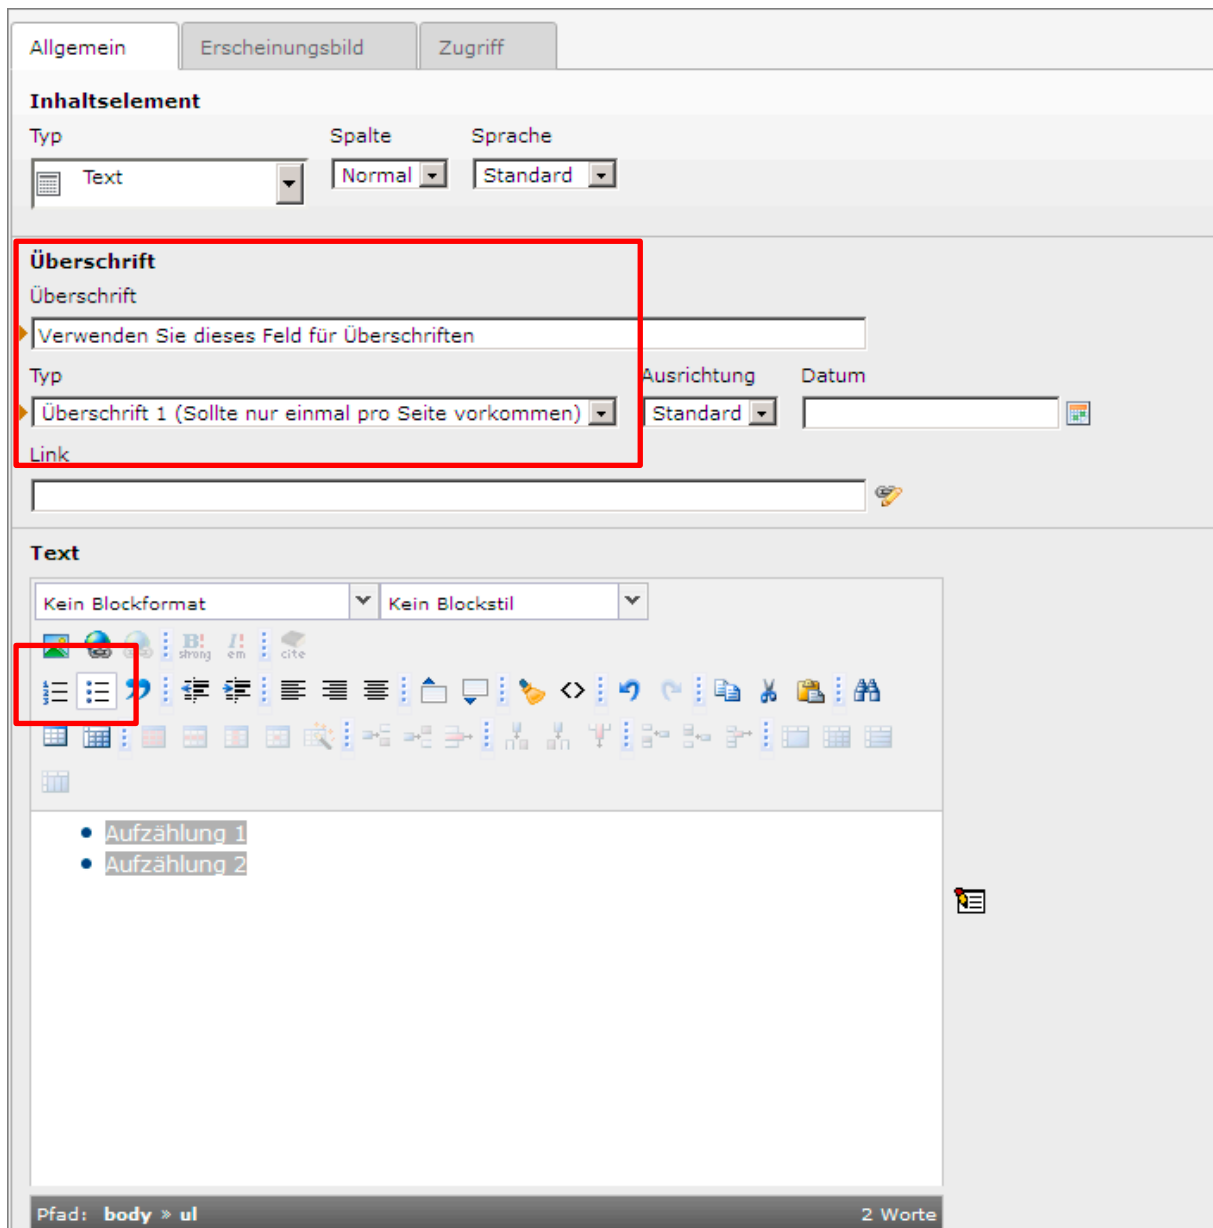 Allgemein Erscheinungsbild Zugriff
Inhaltselement
Typ Spalte Sprache
Text Normal Standard
Überschrift
Überschrift
Verwenden Sie dieses Feld für Überschriften
Typ Ausrichtung Datum
Überschrift 1 (Sollte nur einmal pro Seite vorkommen) Standard
Link
Text
Kein Blockformat Kein Blockstil
B! I!
strong em cite
Aufzählung 1
Aufzählung 2
Pfad: body » ul 2 Worte